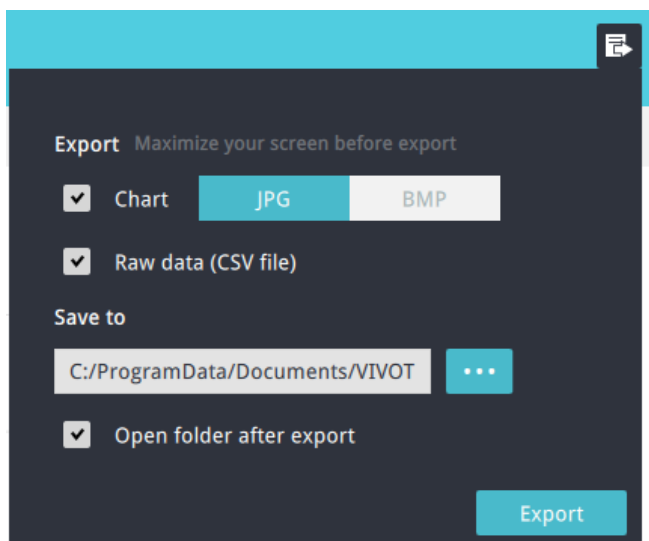 Export Maximize your screen before export
Chart JPG BMP
Raw data (CSV file)
Save to
C:/ProgramData/Documents/VIVOT
Open folder after export
Export